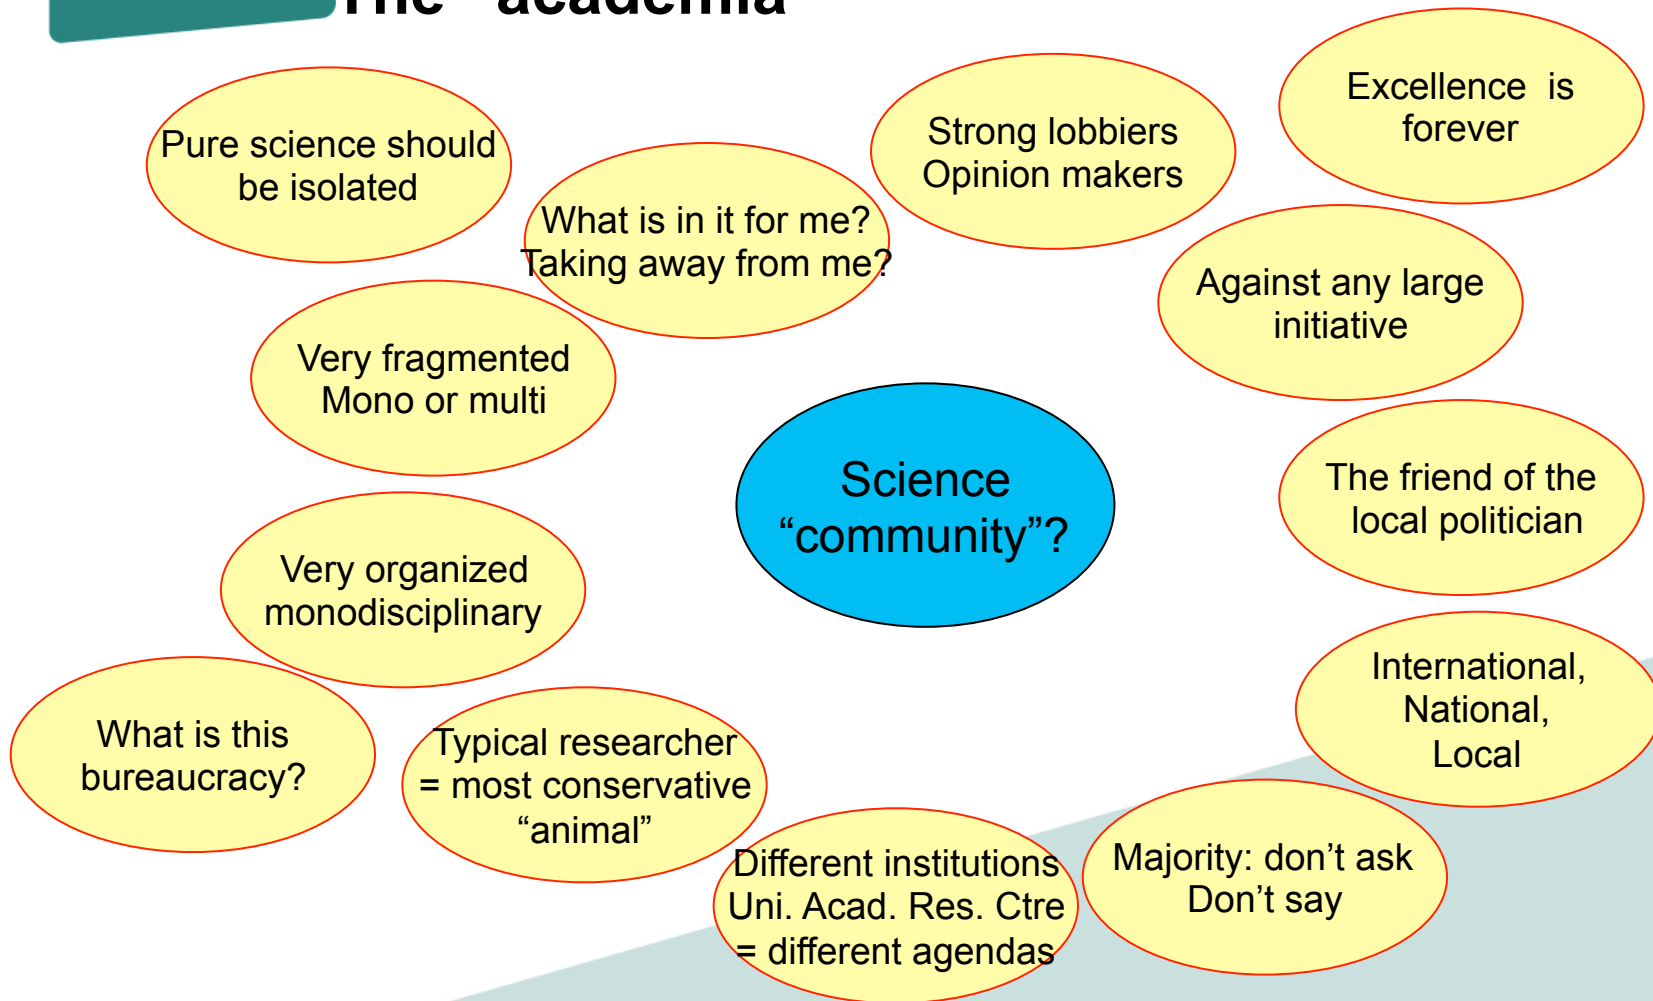 The "academia"
Excellence is
forever
Strong lobbiers
Opinion makers
Pure science should
be isolated
What is in it for me?
Taking away from me?
Against any large
initiative
Very fragmented
Mono or multi
Science
“community”?
The friend of the
local politician
Very organized
monodisciplinary
International,
National,
Local
What is this
bureaucracy?
Typical researcher
= most conservative
“animal”
Different institutions
Uni. Acad. Res. Ctre
= different agendas
Majority: don’t ask
Don’t say